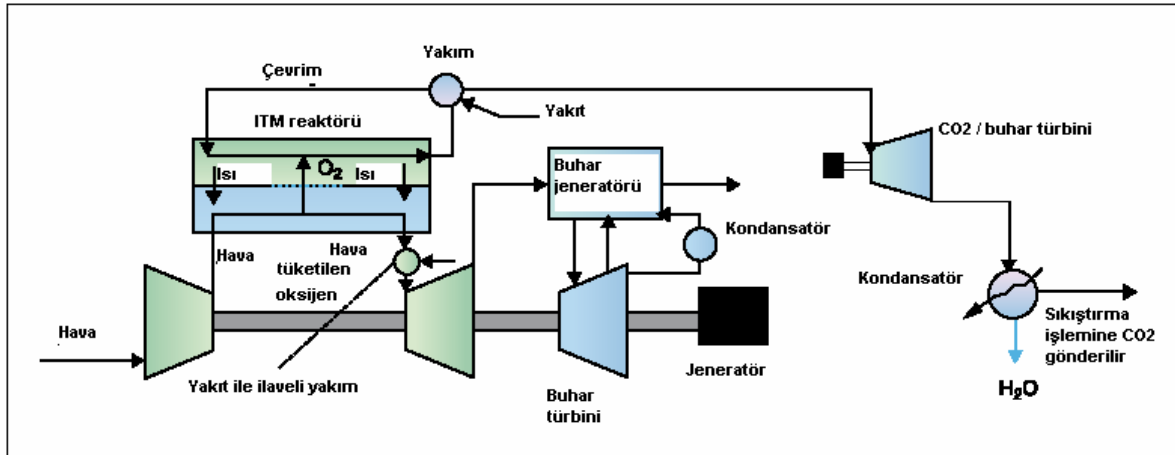 Yakım
Çevrim
Yakıt
ITM reaktörü
CO2 / buhar türbini
O2
Isı
Isı
Buhar
jeneratörü
Kondansatör
Hava
Hava
tüketilen
oksijen
Kondansatör
Hava
Sıkıştırma
işlemine CO2
gönderilir
Yakıt ile ilaveli yakım
Jeneratör
Buhar
türbini
H2O